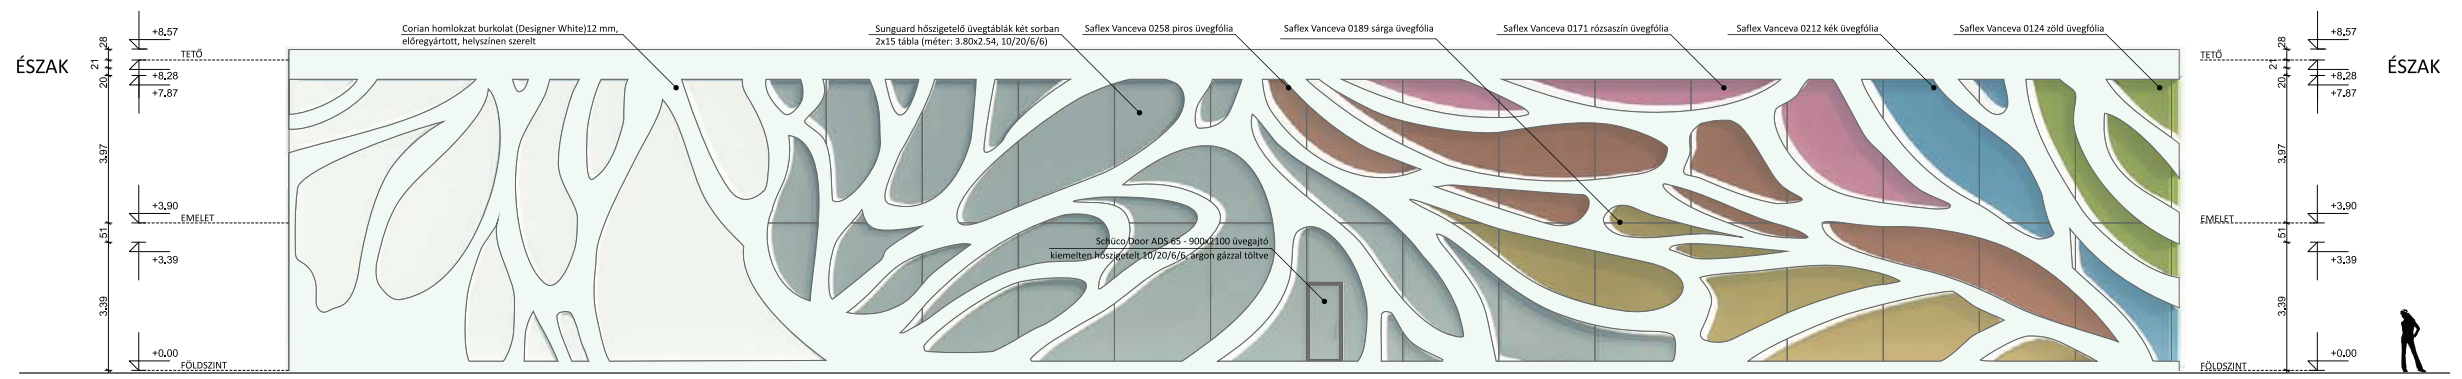 Corian homlokzat burkolat (Designer White)12 mm,
előregyártott, helyszínen szerelt
Sunguard hőszigetelő üvegtáblák két sorban
2x15 tábla (méter: 3.80x2.54, 10/20/6/6)
Saflex Vanceva 0258 piros üvegfólia
Saflex Vanceva 0189 sárga üvegfólia
Saflex Vanceva 0171 rózsaszín üvegfólia
Saflex Vanceva 0212 kék üvegfólia
Saflex Vanceva 0124 zöld üvegfólia
ÉSZAK
28
21
20
3.97
51
3.39
+8.57
+8.28
+7.87
+3.90
+3.39
+0.00
TETŐ
EMELET
FÖLDSZINT
Schüco Door ADS 65 - 900x2100 üvegajtó
kiemelten hőszigetelt 10/20/6/6, argon gázzal töltve
TETŐ
EMELET
FÖLDSZINT
28
21
20
3.97
51
3.39
+8.57
+8.28
+7.87
+3.90
+3.39
+0.00
ÉSZAK